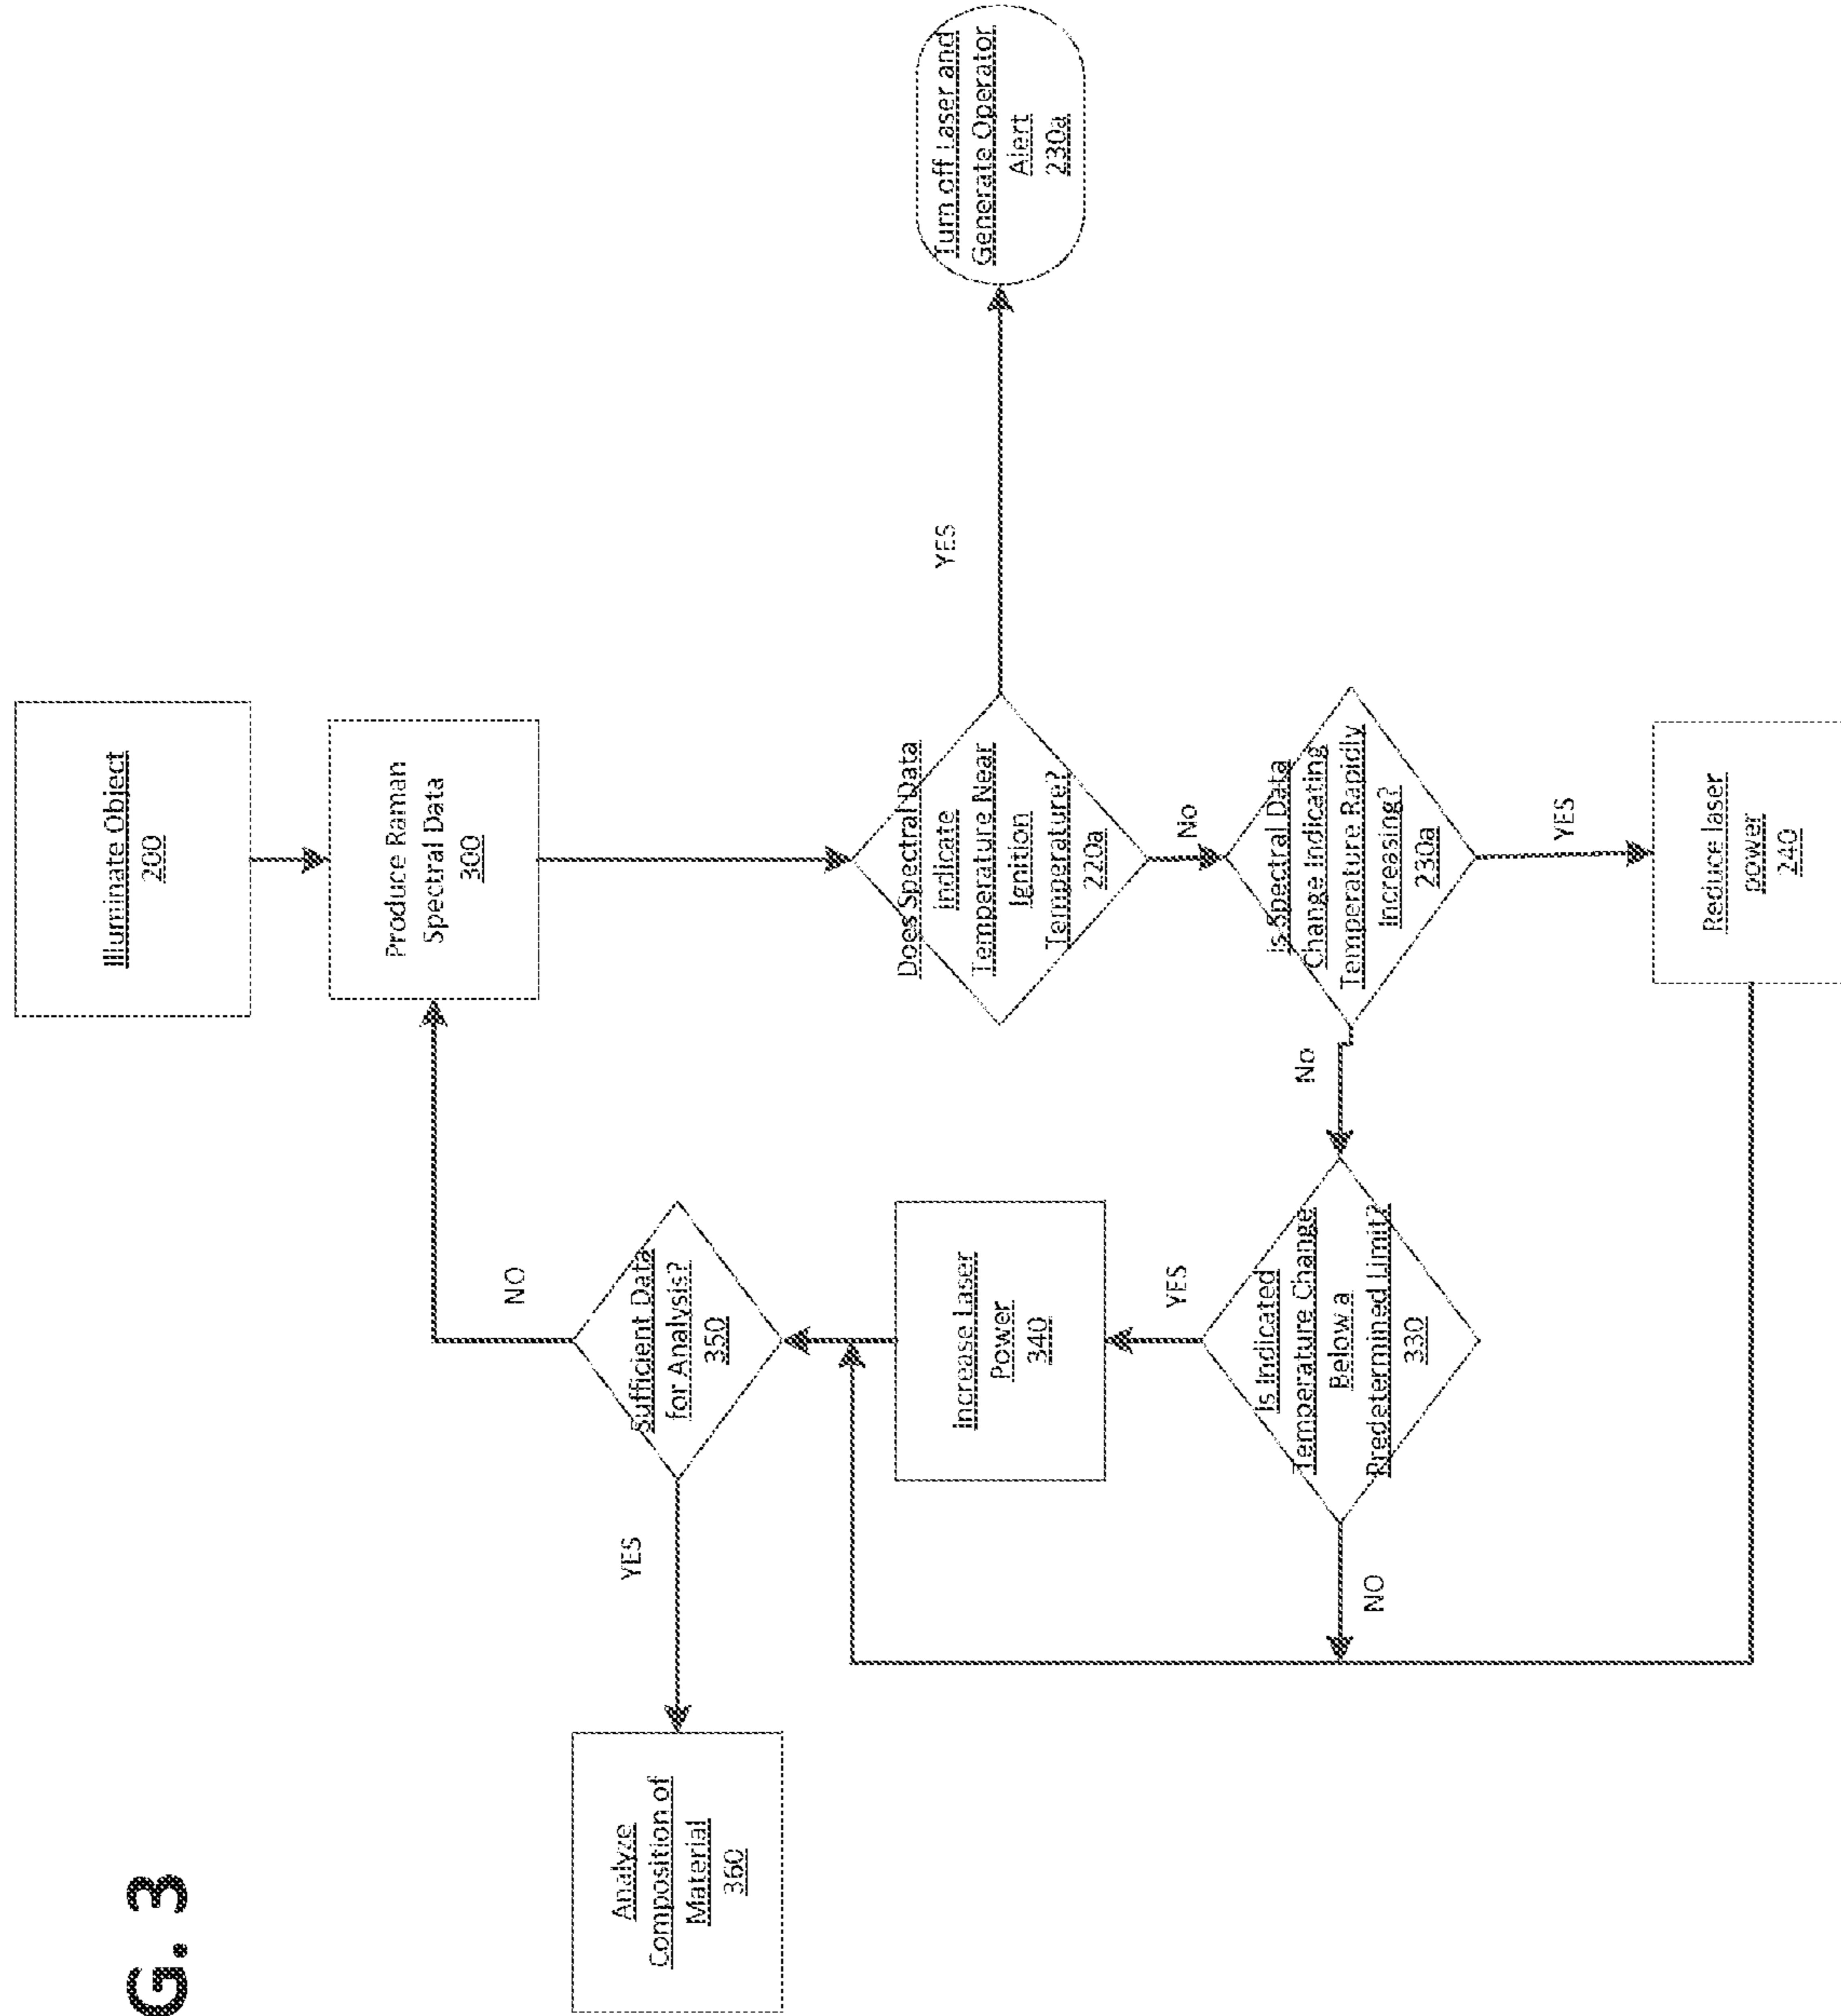 G. 3
Illuminate Object
200
Produce Raman
Spectral Data
300
Does Spectral Data
indicate
Temperature Near
Ignition
Temperature?
220a
YES
Turn off Laser and
Generate Operator
Alert
230a
No
Is Spectral Data
Change Indicating
Temperature Rapidly
Increasing?
230a
YES
Reduce laser
power
240
No
Is Indicated
Temperature Change
Below a
Predetermined Limit?
330
YES
NO
Increase Laser
Power
340
Sufficient Data
for Analysis?
350
NO
YES
Analyze
Composition of
Material
360